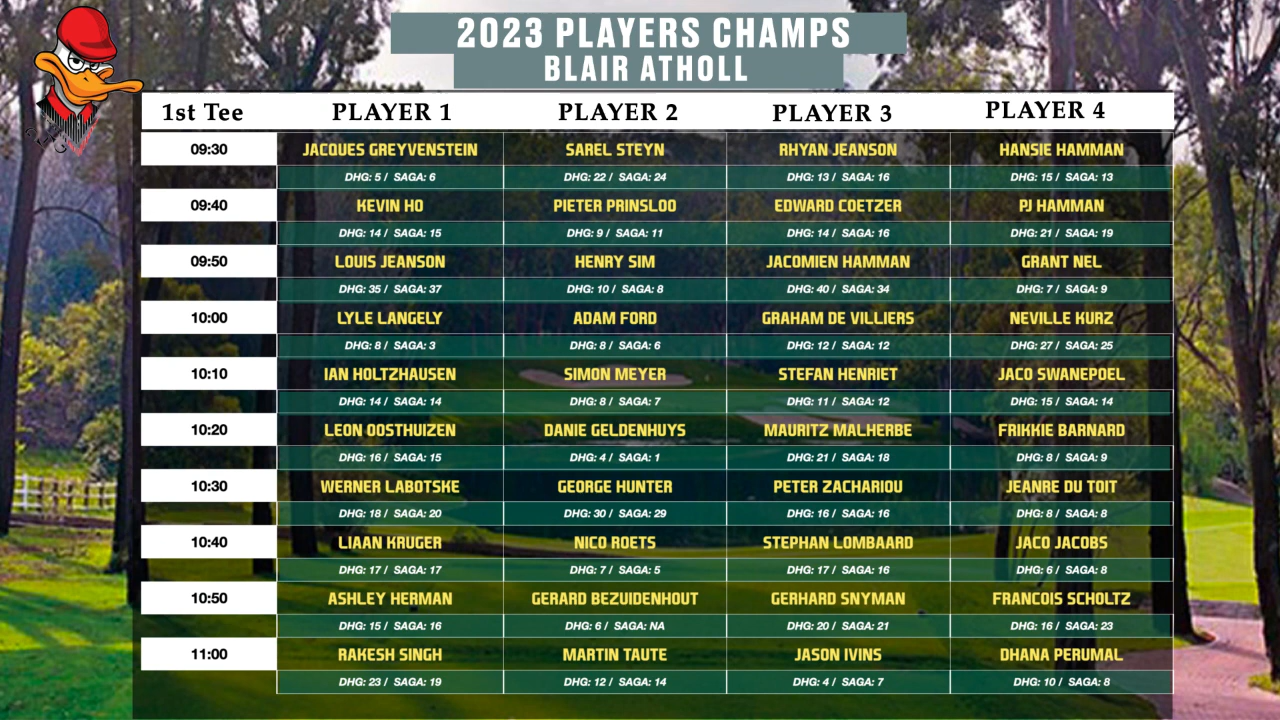 2023 PLAYERS CHAMPS
BLAIR ATHOLL
1st Tee PLAYER 1 PLAYER 2 PLAYER 3 PLAYER 4
09:30 JACQUES GREYVENSTEIN SAREL STEYN RHYAN JEANSON HANSIE HAMMAN
DHG: 5 / SAGA: 6 DHG: 22 / SAGA: 24 DHG: 13 / SAGA: 16 DHG: 15 / SAGA: 13
09:40 KEVIN HO PIETER PRINSLOO EDWARD COETZER PJ HAMMAN
DHG: 14 / SAGA: 15 DHG: 9 / SAGA: 11 DHG: 14 / SAGA: 16 DHG: 21 / SAGA: 19
09:50 LOUIS JEANSON HENRY SIM JACOMIEN HAMMAN GRANT NEL
DHG: 35 / SAGA: 37 DHG: 10 / SAGA: 8 DHG: 40 / SAGA: 34 DHG: 7 / SAGA: 9
10:00 LYLE LANGELY ADAM FORD GRAHAM DE VILLIERS NEVILLE KURZ
DHG: 8 / SAGA: 3 DHG: 8 / SAGA: 6 DHG: 12 / SAGA: 12 DHG: 27 / SAGA: 25
10:10 IAN HOLTZHAUSEN SIMON MEYER STEFAN HENRIET JACO SWANEPOEL
DHG: 14 / SAGA: 14 DHG: 8 / SAGA: 7 DHG: 11 / SAGA: 12 DHG: 15 / SAGA: 14
10:20 LEON OOSTHUIZEN DANIE GELDENHUYS MAURITZ MALHERBE FRIKKIE BARNARD
DHG: 16 / SAGA: 15 DHG: 4 / SAGA: 1 DHG: 21 / SAGA: 18 DHG: 8 / SAGA: 9
10:30 WERNER LABOTSKE GEORGE HUNTER PETER ZACHARIOU JEANRE DU TOIT
DHG: 18 / SAGA: 20 DHG: 30 / SAGA: 29 DHG: 16 / SAGA: 16 DHG: 8 / SAGA: 8
10:40 LIAAN KRUGER NICO ROETS STEPHAN LOMBAARD JACO JACOBS
DHG: 17 / SAGA: 17 DHG: 7 / SAGA: 5 DHG: 17 / SAGA: 16 DHG: 6 / SAGA: 8
10:50 ASHLEY HERMAN GERARD BEZUIDENHOUT GERHARD SNYMAN FRANCOIS SCHOLTZ
DHG: 15 / SAGA: 16 DHG: 6 / SAGA: NA DHG: 20 / SAGA: 21 DHG: 16 / SAGA: 23
11:00 RAKESH SINGH MARTIN TAUTE JASON IVINS DHANA PERUMAL
DHG: 23 / SAGA: 19 DHG: 12 / SAGA: 14 DHG: 4 / SAGA: 7 DHG: 10 / SAGA: 8